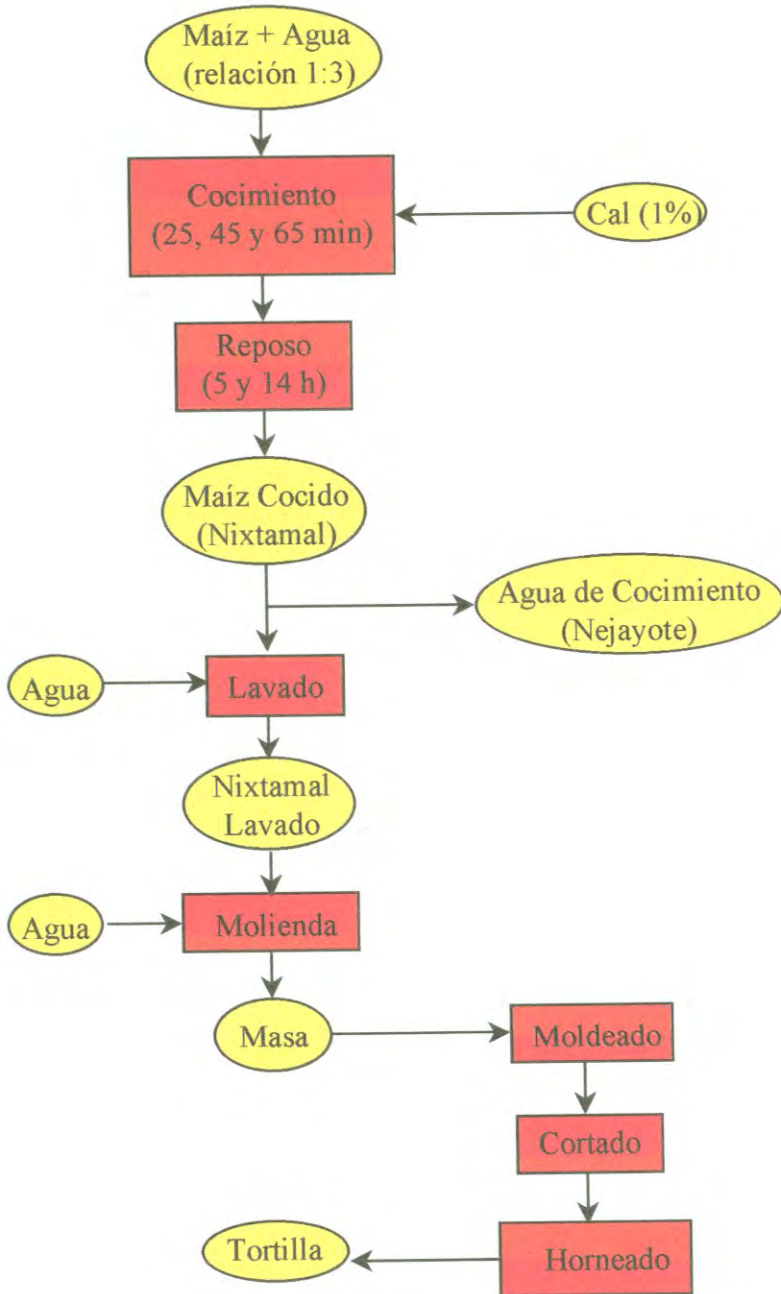 Maíz + Agua
(relación 1:3)
Cocimiento
(25, 45 y 65 min)
Cal (1%)
Reposo
(5 y 14 h)
Maíz Cocido
(Nixtamal)
Agua de Cocimiento
(Nejayote)
Agua
Lavado
Nixtamal
Lavado
Agua
Molienda
Masa
Moldeado
Cortado
Horneado
Tortilla